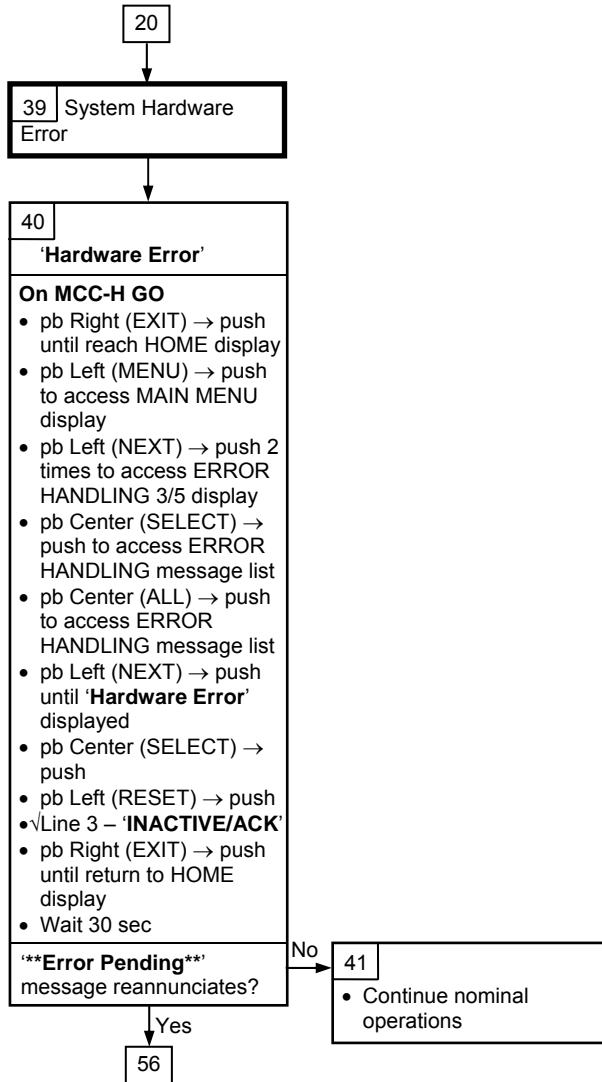 20
39 System Hardware
Error
40
‘Hardware Error’
On MCC-H GO
• pb Right (EXIT) → push
until reach HOME display
• pb Left (MENU) → push
to access MAIN MENU
display
• pb Left (NEXT) → push 2
times to access ERROR
HANDLING 3/5 display
• pb Center (SELECT) →
push to access ERROR
HANDLING message list
• pb Center (ALL) → push
to access ERROR
HANDLING message list
• pb Left (NEXT) → push
until ‘Hardware Error’
displayed
• pb Center (SELECT) →
push
• pb Left (RESET) → push
•√Line 3 – ‘INACTIVE/ACK’
• pb Right (EXIT) → push
until return to HOME
display
• Wait 30 sec
‘**Error Pending**’
message reannunciates?
No
41
• Continue nominal
operations
Yes
56